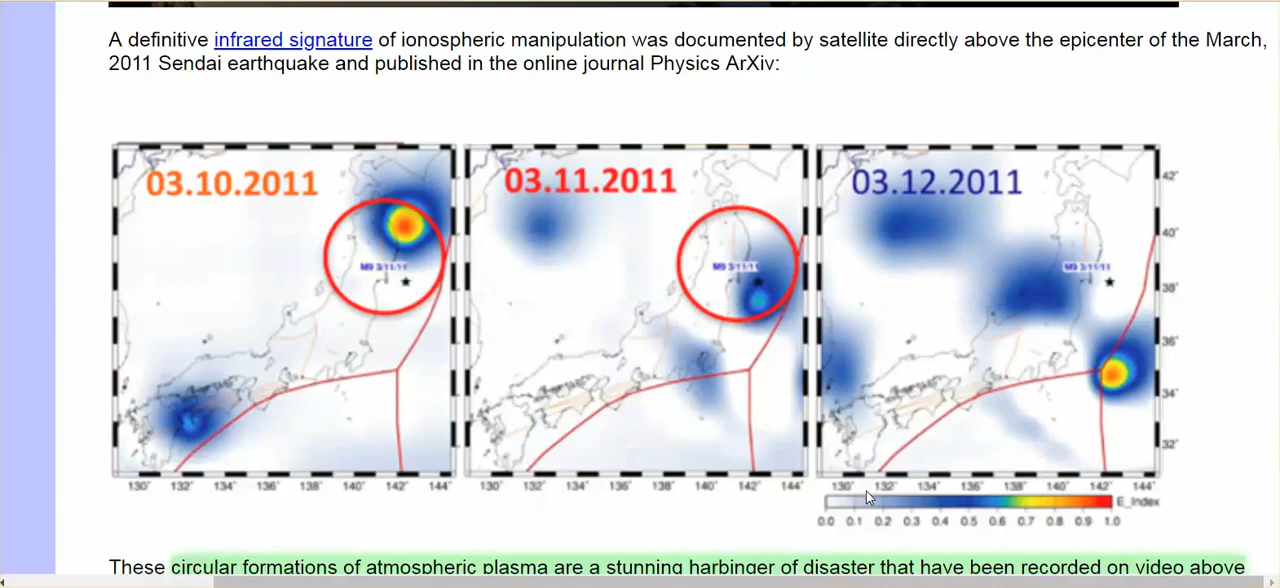 A definitive infrared signature of ionospheric manipulation was documented by satellite directly above the epicenter of the March,
2011 Sendai earthquake and published in the online journal Physics ArXiv:
03.10.2011 03.11.2011 03.12.2011
M9 3/11/11 M9 3/11/11 M9 3/11/11
42°
40°
38°
36°
34°
32°
130° 132° 134° 136° 138° 140° 142° 144° 130° 132° 134° 136° 138° 140° 142° 144° 130° 132° 134° 136° 138° 140° 142° 144°
E_Index
0.0 0.1 0.2 0.3 0.4 0.5 0.6 0.7 0.8 0.9 1.0
These circular formations of atmospheric plasma are a stunning harbinger of disaster that have been recorded on video above